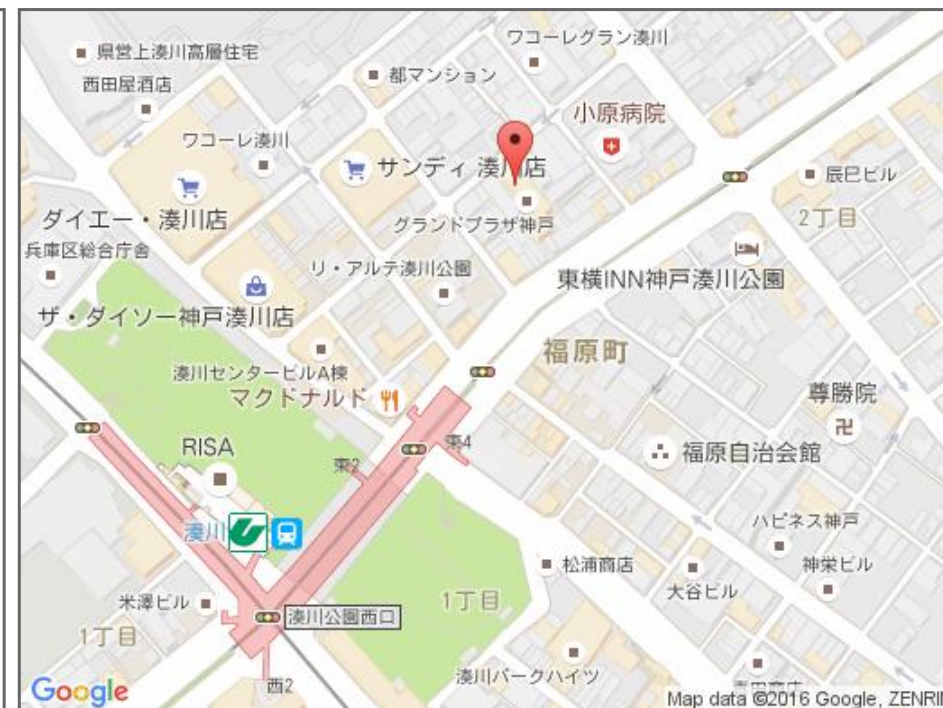 県営上湊川高層住宅
ワコーレグラン湊川
都マンション
西田屋酒店
小原病院
ワコーレ湊川
サンディ 湊川店
辰巳ビル
ダイエー・湊川店
グランドプラザ神戸
2丁目
兵庫区総合庁舎
リ・アルテ湊川公園
東横INN神戸湊川公園
ザ・ダイソー神戸湊川店
福原町
湊川センタービルA棟
マクドナルド
尊勝院
卍
RISA
東2
東4
福原自治会館
湊川
ハピネス神戸
松浦商店
神栄ビル
大谷ビル
米澤ビル
湊川公園西口
1丁目
1丁目
湊川パークハイツ
西2
Google
Map data ©2016 Google, ZENRI